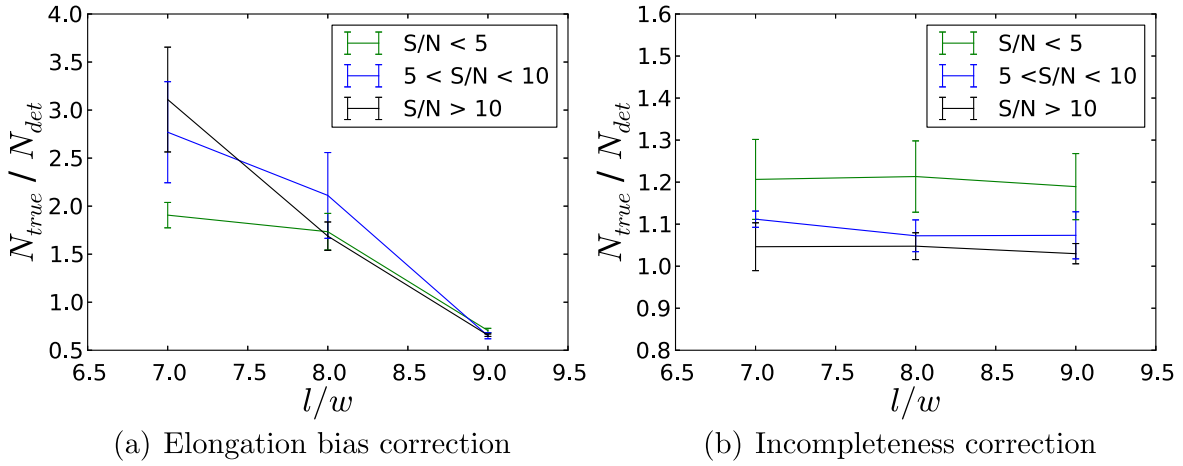 4.0
3.5
3.0
2.5
2.0
1.5
1.0
0.5
N_true / N_det
6.5 7.0 7.5 8.0 8.5 9.0 9.5
l/w
S/N < 5
5 < S/N < 10
S/N > 10
(a) Elongation bias correction
1.6
1.5
1.4
1.3
1.2
1.1
1.0
0.9
0.8
N_true / N_det
6.5 7.0 7.5 8.0 8.5 9.0 9.5
l/w
S/N < 5
5 <S/N < 10
S/N > 10
(b) Incompleteness correction